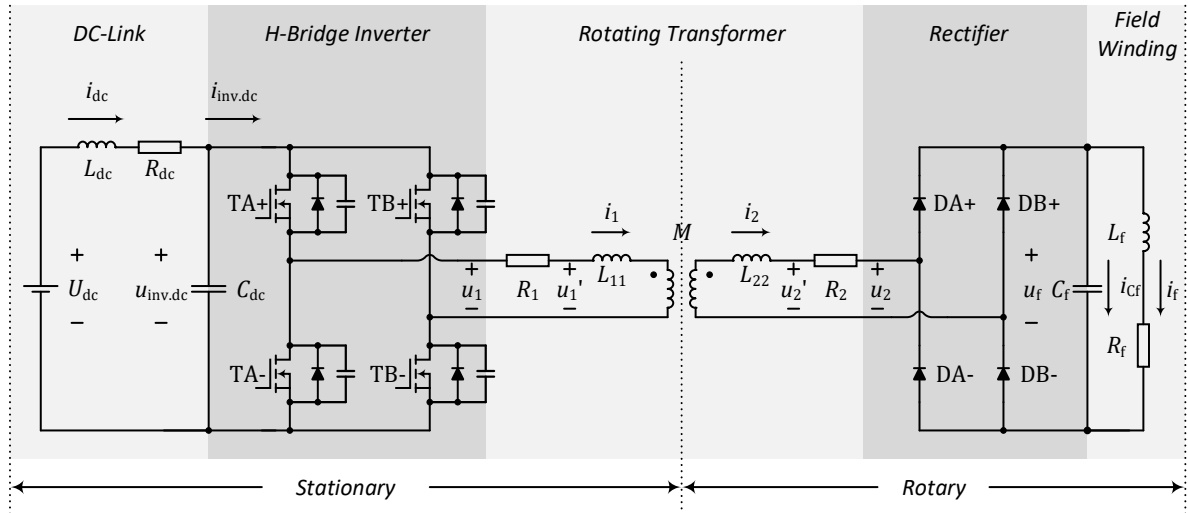 DC-Link
H-Bridge Inverter
Rotating Transformer
Rectifier
Field
Winding
i_dc
i_inv.dc
L_dc
R_dc
TA+
TB+
i_1
M
i_2
DA+
DB+
L_f
+
U_dc
−
+
u_inv.dc
−
C_dc
+
u_1
−
R_1
+
u_1'
−
L_11
L_22
+
u_2'
−
R_2
+
u_2
−
+
u_f
−
C_f
i_Cf
i_f
R_f
TA-
TB-
DA-
DB-
Stationary
Rotary